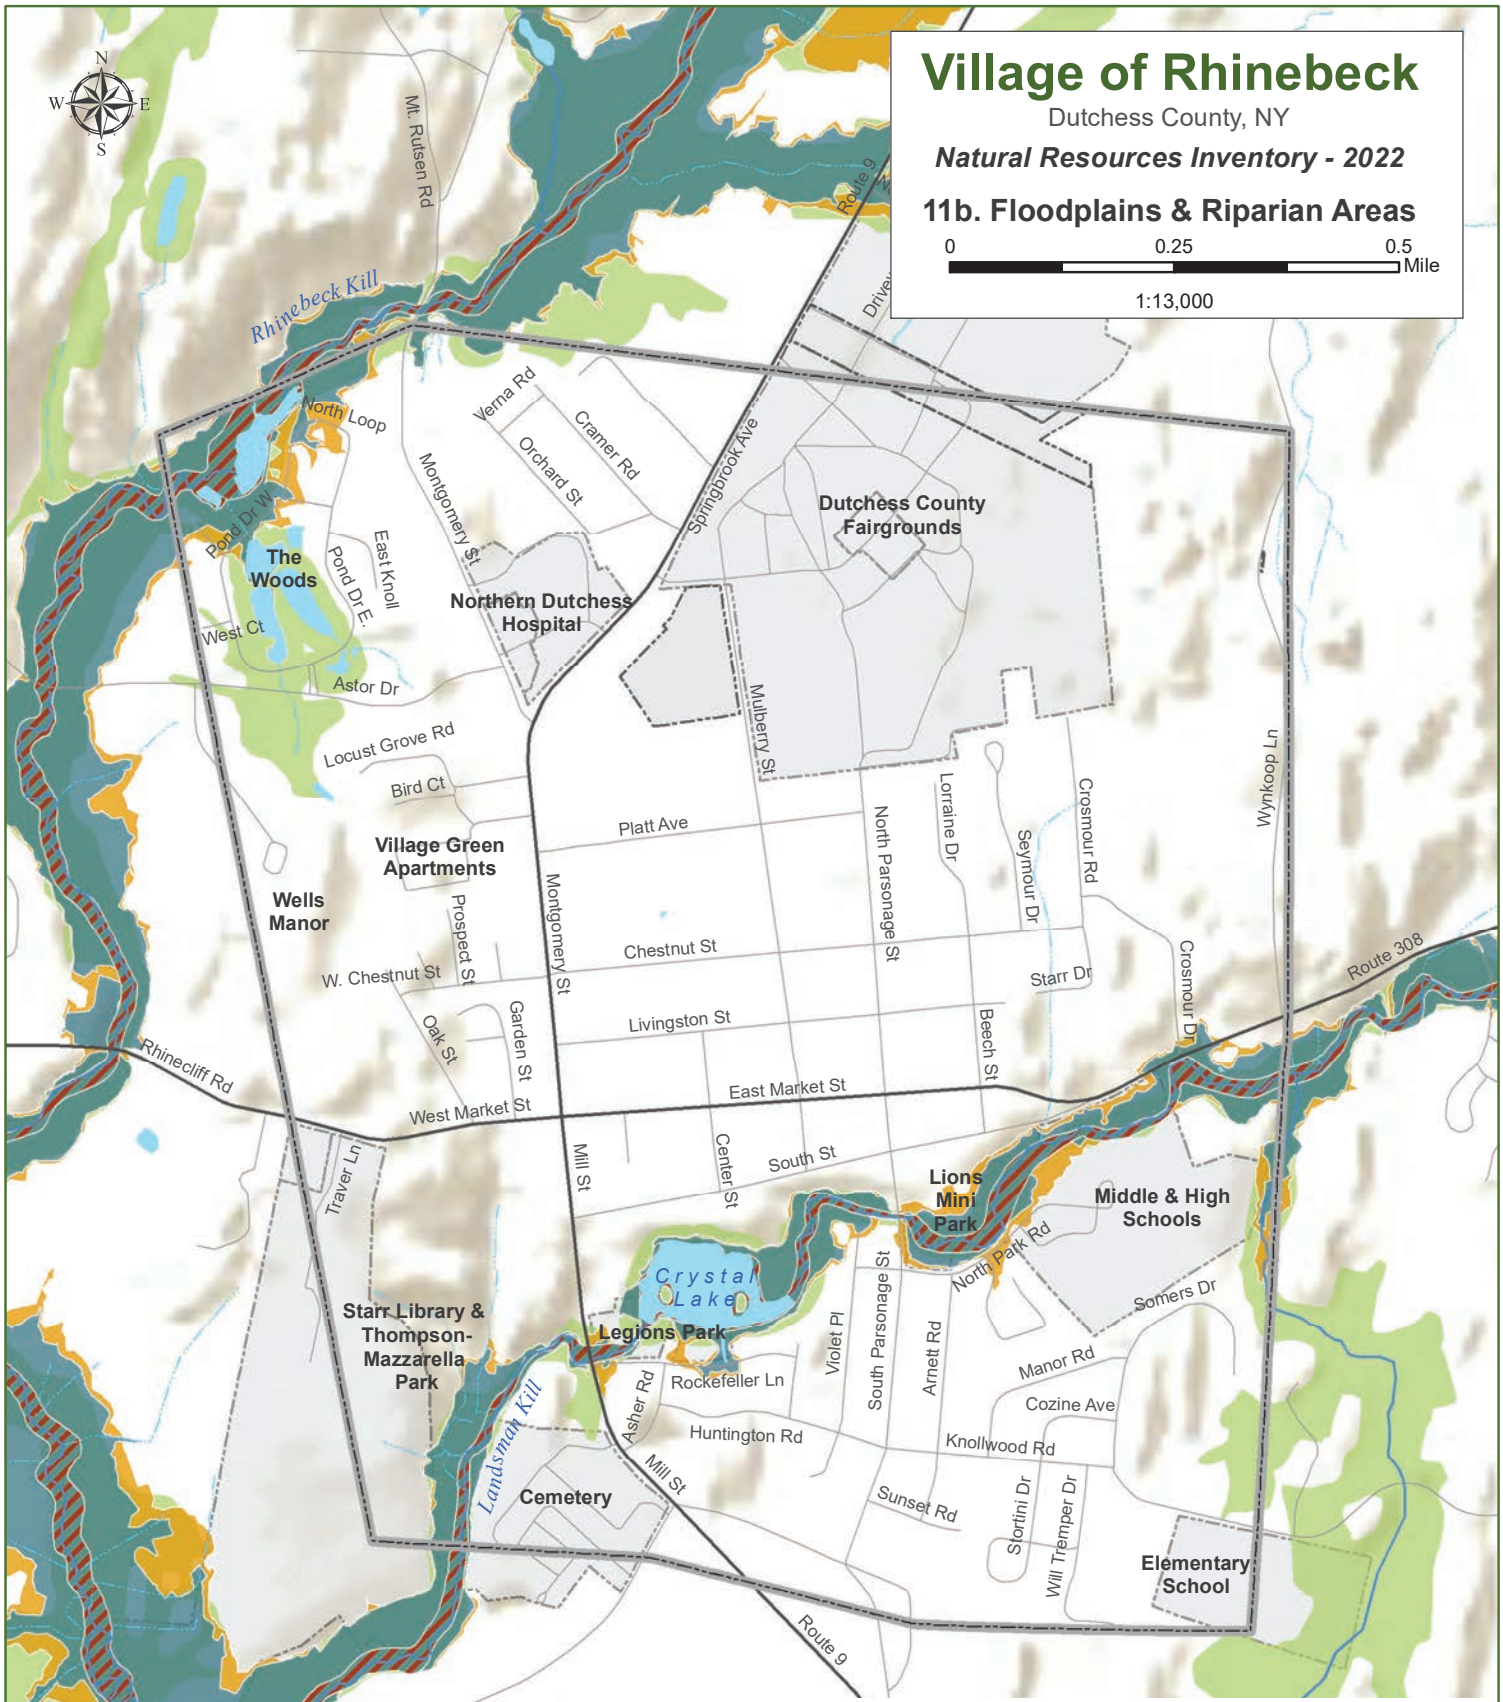 Village of Rhinebeck
Dutchess County, NY
Natural Resources Inventory - 2022
11b. Floodplains & Riparian Areas
0 0.25 0.5
Mile
1:13,000
N
W E
S
Mt. Rutsen Rd
Route 9
Rhinebeck Kill
North Loop
Verna Rd
Cramer Rd
Orchard St
Montgomery St
Springbrook Ave
Dutchess County
Fairgrounds
Pond Dr W
The
Woods
Pond Dr E.
East Knoll
Northern Dutchess
Hospital
West Ct
Astor Dr
Locust Grove Rd
Bird Ct
Mulberry St
Wynkoop Ln
Platt Ave
Village Green
Apartments
North Parsonage St
Lorraine Dr
Seymour Dr
Crosmour Rd
Wells
Manor
Prospect St
Montgomery St
Chestnut St
W. Chestnut St
Starr Dr
Crosmour Dr
Route 308
Oak St
Garden St
Livingston St
Beech St
Rhinecliff Rd
West Market St
East Market St
Mill St
Center St
South St
Traver Ln
Lions
Mini
Park
Middle & High
Schools
North Park Rd
Crystal
Lake
Somers Dr
Starr Library &
Thompson-
Mazzarella
Park
Legions Park
Violet Pl
South Parsonage St
Arnett Rd
Manor Rd
Rockefeller Ln
Asher Rd
Cozine Ave
Landsman Kill
Huntington Rd
Knollwood Rd
Mill St
Cemetery
Sunset Rd
Stortini Dr
Will Tremper Dr
Elementary
School
Route 9